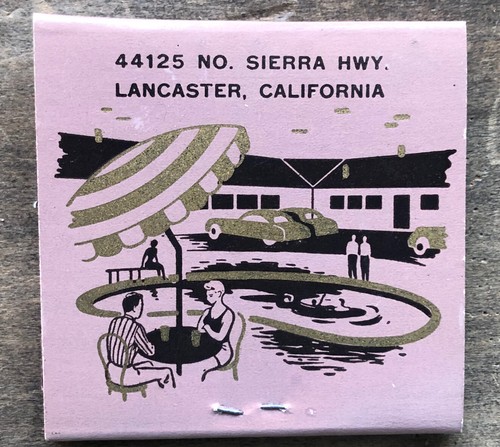 44125 NO. SIERRA HWY.
LANCASTER, CALIFORNIA